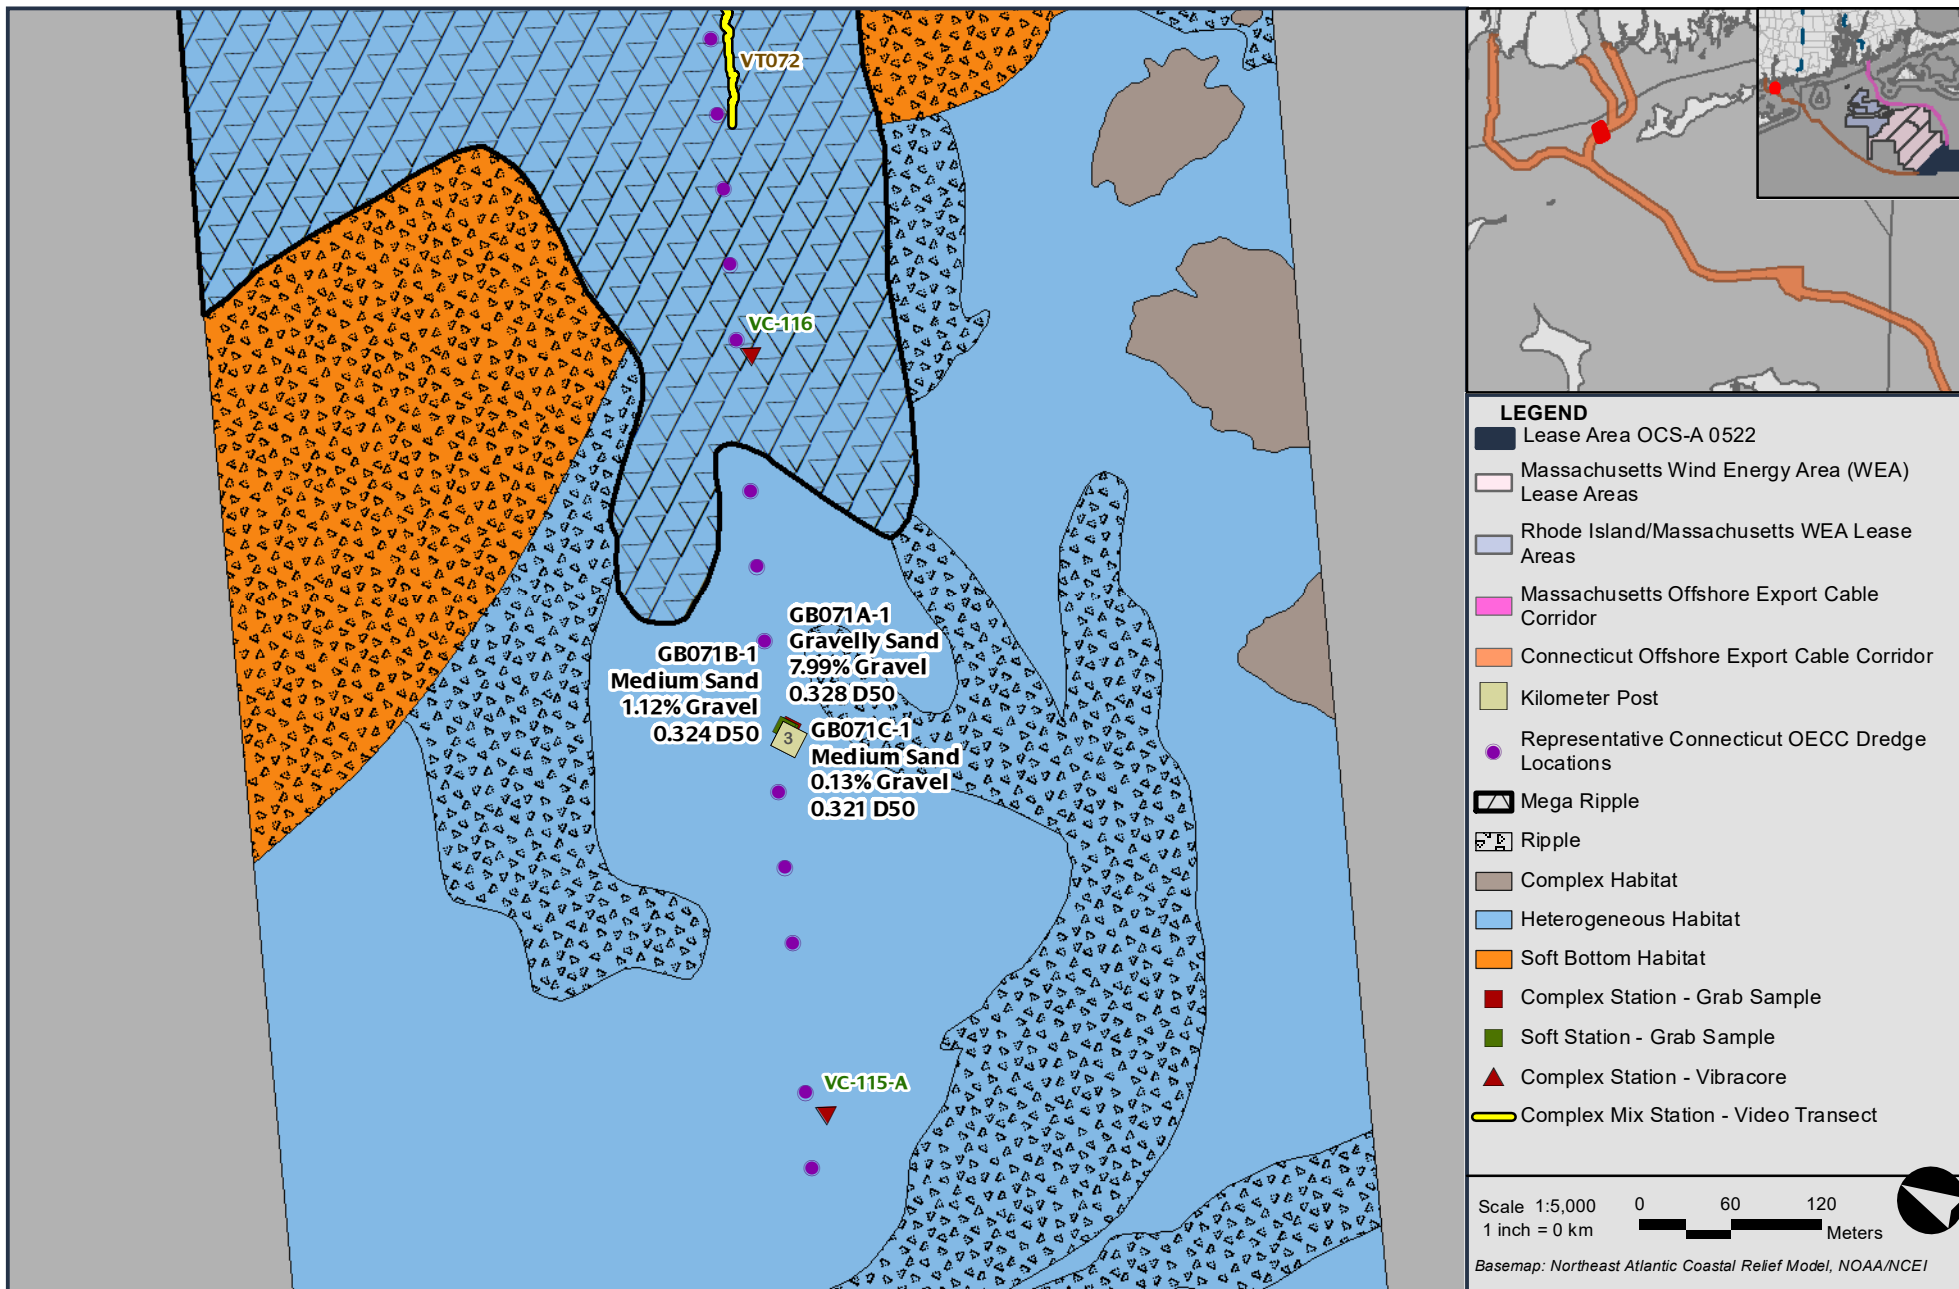 VT072
VC-116
GB071A-1
Gravelly Sand
7.99% Gravel
0.328 D50
GB071B-1
Medium Sand
1.12% Gravel
0.324 D50
3
GB071C-1
Medium Sand
0.13% Gravel
0.321 D50
VC-115-A
LEGEND
Lease Area OCS-A 0522
Massachusetts Wind Energy Area (WEA)
Lease Areas
Rhode Island/Massachusetts WEA Lease
Areas
Massachusetts Offshore Export Cable
Corridor
Connecticut Offshore Export Cable Corridor
Kilometer Post
Representative Connecticut OECC Dredge
Locations
Mega Ripple
Ripple
Complex Habitat
Heterogeneous Habitat
Soft Bottom Habitat
Complex Station - Grab Sample
Soft Station - Grab Sample
Complex Station - Vibracore
Complex Mix Station - Video Transect
Scale 1:5,000
1 inch = 0 km
0 60 120
Meters
Basemap: Northeast Atlantic Coastal Relief Model, NOAA/NCEI